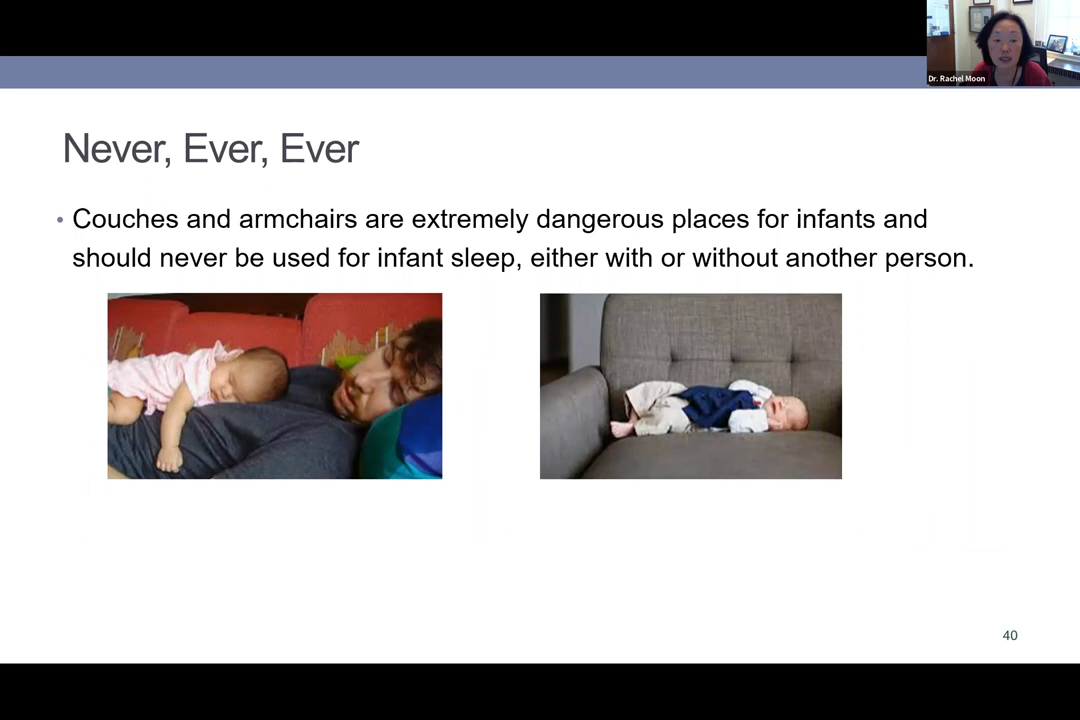 Dr. Rachel Moon
Never, Ever, Ever
• Couches and armchairs are extremely dangerous places for infants and
should never be used for infant sleep, either with or without another person.
40